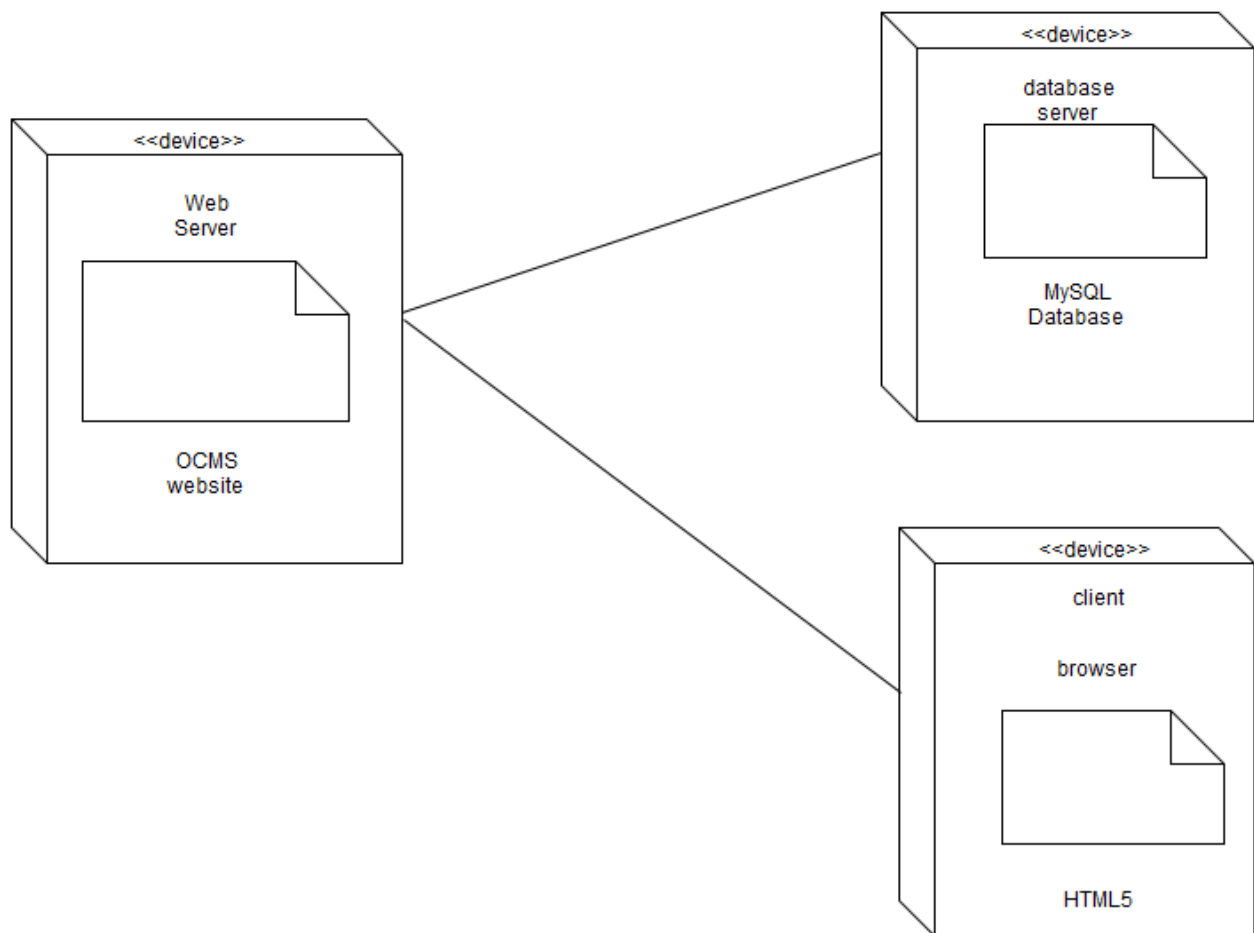 <<device>>
Web
Server
OCMS
website
<<device>>
database
server
MySQL
Database
<<device>>
client
browser
HTML5